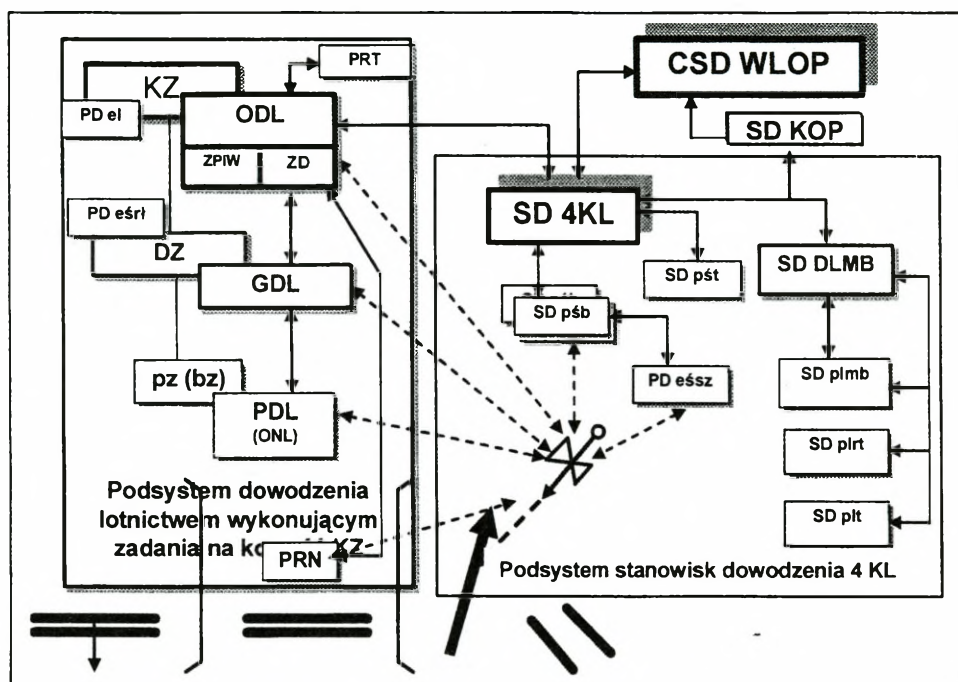 PRT
KZ
PD el
ODL
ZPIW
ZD
PD eśrł
DZ
GDL
pz (bz)
PDL
(ONL)
Podsystem dowodzenia
lotnictwem wykonującym
zadania na KZ
PRN
CSD WLOP
SD KOP
SD 4KL
SD pśt
SD DLMB
SD pśb
PD eśsz
SD plmb
SD plrt
SD plt
Podsystem stanowisk dowodzenia 4 KL